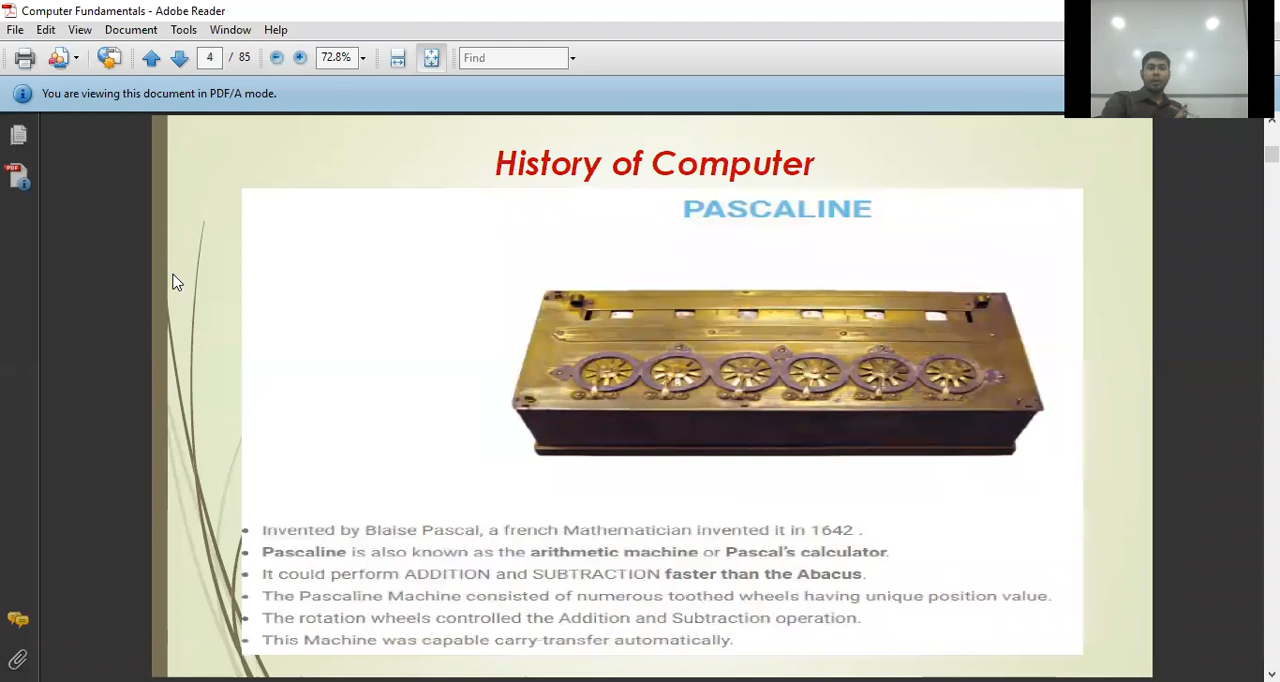 Computer Fundamentals - Adobe Reader
File Edit View Document Tools Window Help
4 / 85 72.8% Find
You are viewing this document in PDF/A mode.
History of Computer
PASCALINE
• Invented by Blaise Pascal, a french Mathematician invented it in 1642 .
• Pascaline is also known as the arithmetic machine or Pascal's calculator.
• It could perform ADDITION and SUBTRACTION faster than the Abacus.
• The Pascaline Machine consisted of numerous toothed wheels having unique position value.
• The rotation wheels controlled the Addition and Subtraction operation.
• This Machine was capable carry-transfer automatically.